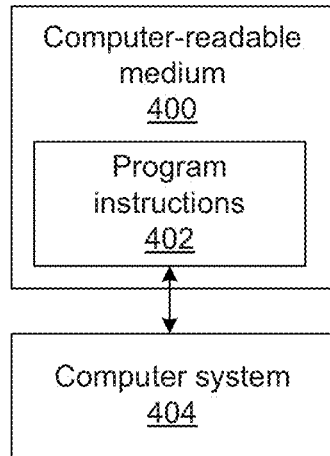 Computer-readable
medium
400
Program
instructions
402
Computer system
404